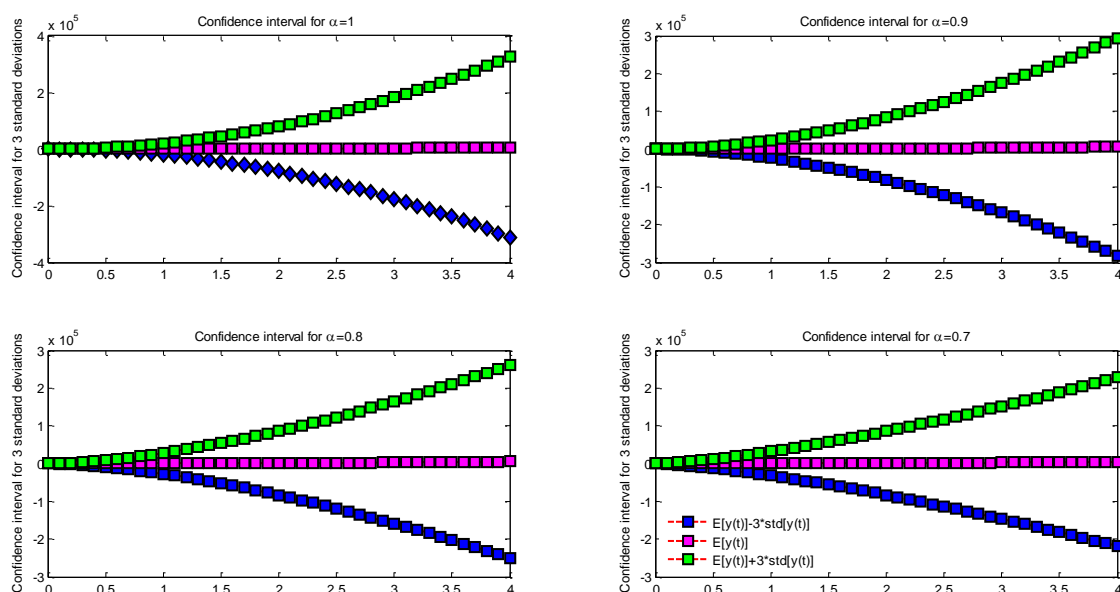 Confidence interval for α=1
x 10^5
Confidence interval for 3 standard deviations
4
2
0
-2
-4
0 0.5 1 1.5 2 2.5 3 3.5 4
Confidence interval for α=0.9
x 10^5
Confidence interval for 3 standard deviations
3
2
1
0
-1
-2
-3
0 0.5 1 1.5 2 2.5 3 3.5 4
Confidence interval for α=0.8
x 10^5
Confidence interval for 3 standard deviations
3
2
1
0
-1
-2
-3
0 0.5 1 1.5 2 2.5 3 3.5 4
Confidence interval for α=0.7
x 10^5
Confidence interval for 3 standard deviations
3
2
1
0
-1
-2
-3
0 0.5 1 1.5 2 2.5 3 3.5 4
E[y(t)]-3*std[y(t)]
E[y(t)]
E[y(t)]+3*std[y(t)]